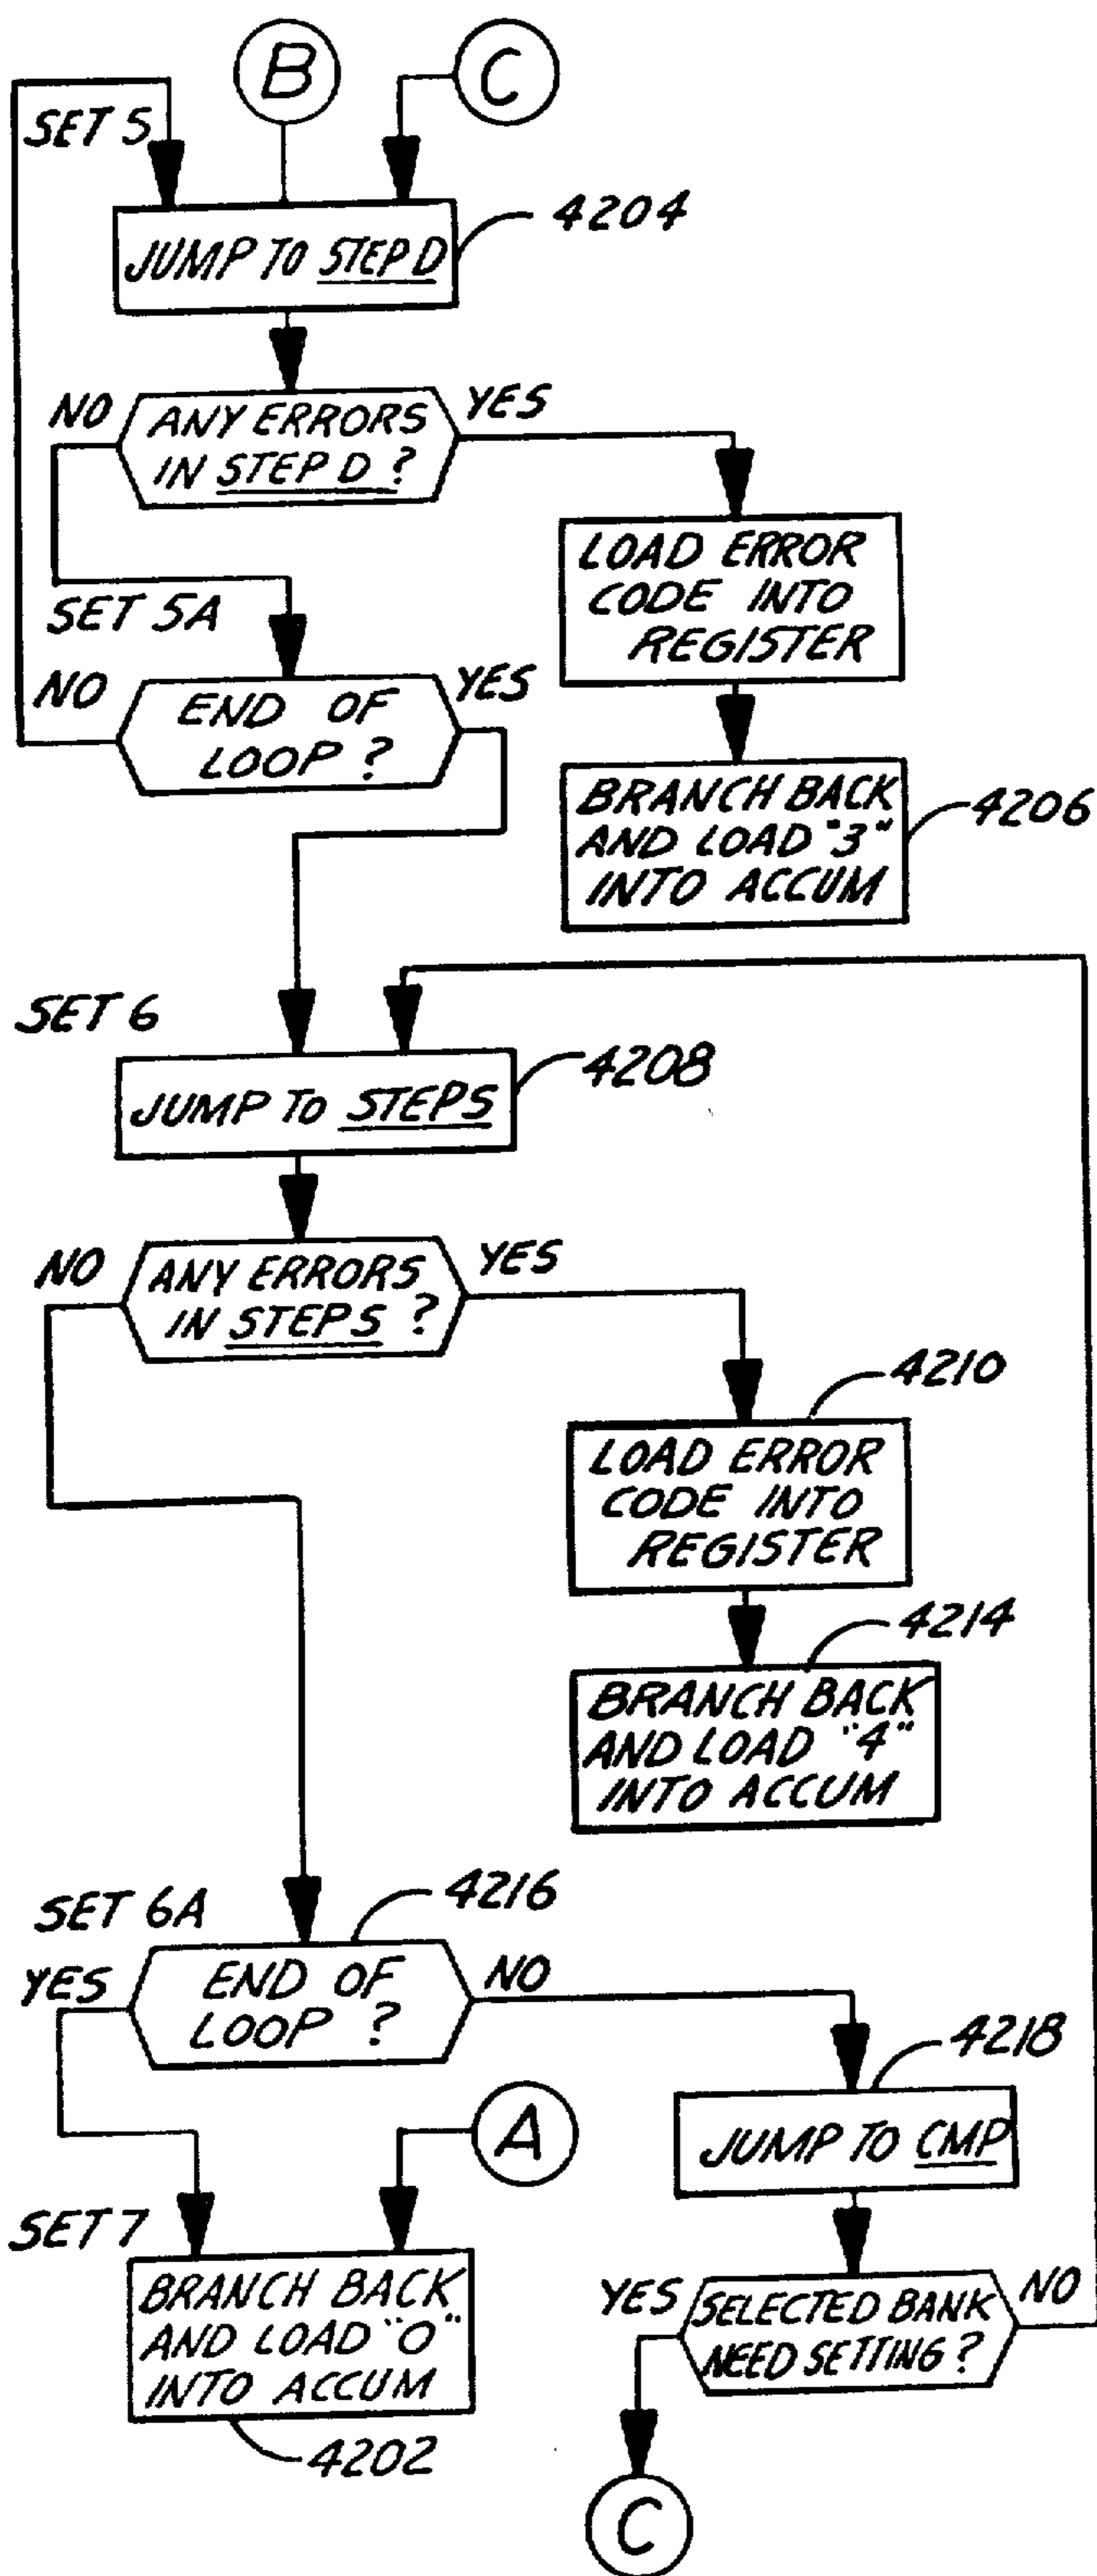 B
C
SET 5
4204
JUMP TO STEP D
NO
ANY ERRORS
IN STEP D ?
YES
LOAD ERROR
CODE INTO
REGISTER
SET 5A
NO
END OF
LOOP ?
YES
BRANCH BACK
AND LOAD "3"
INTO ACCUM
4206
SET 6
4208
JUMP TO STEPS
NO
ANY ERRORS
IN STEPS ?
YES
4210
LOAD ERROR
CODE INTO
REGISTER
4214
BRANCH BACK
AND LOAD "4"
INTO ACCUM
SET 6A
4216
YES
END OF
LOOP ?
NO
4218
JUMP TO CMP
A
SET 7
BRANCH BACK
AND LOAD "0"
INTO ACCUM
4202
YES
SELECTED BANK
NEED SETTING ?
NO
C